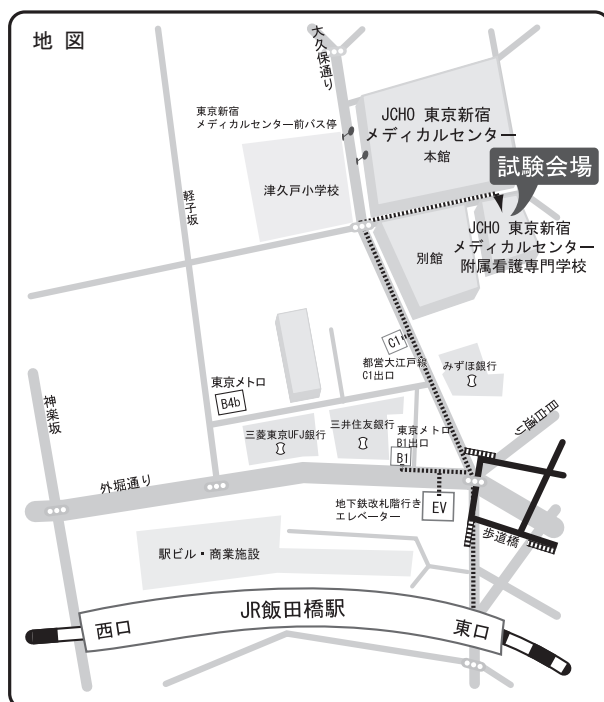 地 図
大久保通り
東京新宿
メディカルセンター前バス停
JCHO 東京新宿
メディカルセンター
本館
試験会場
津久戸小学校
軽子坂
JCHO 東京新宿
メディカルセンター
附属看護専門学校
別館
C1
都営大江戸線
C1出口
みずほ銀行
東京メトロ
B4b
神楽坂
三菱東京UFJ銀行
三井住友銀行
東京メトロ
B1出口
B1
目白通り
外堀通り
地下鉄改札階行き
エレベーター
EV
歩道橋
駅ビル・商業施設
JR飯田橋駅
西口
東口